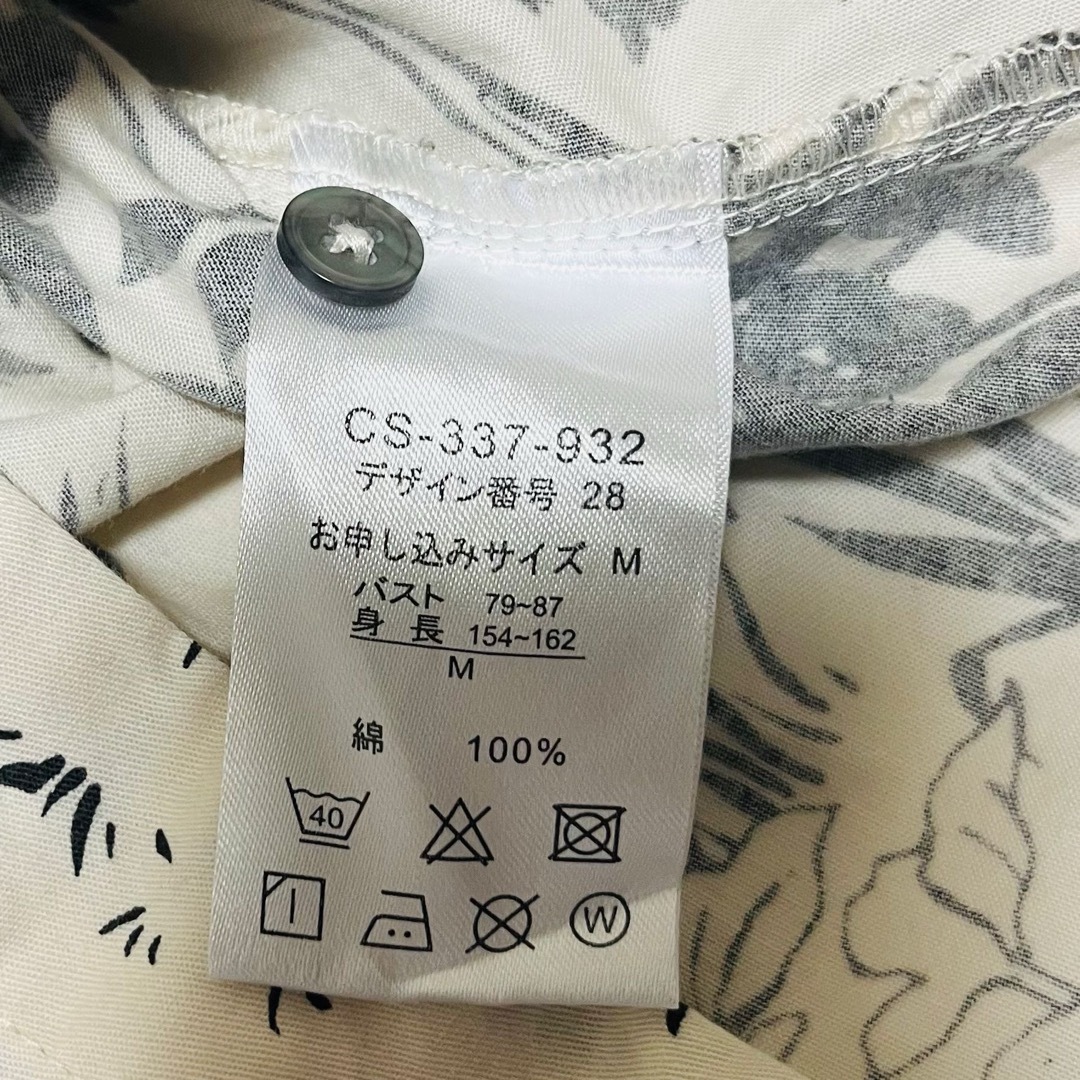 CS-337-932
デザイン番号 28
お申し込みサイズ M
バスト 79~87
身 長 154~162
M
綿 100%
40
W